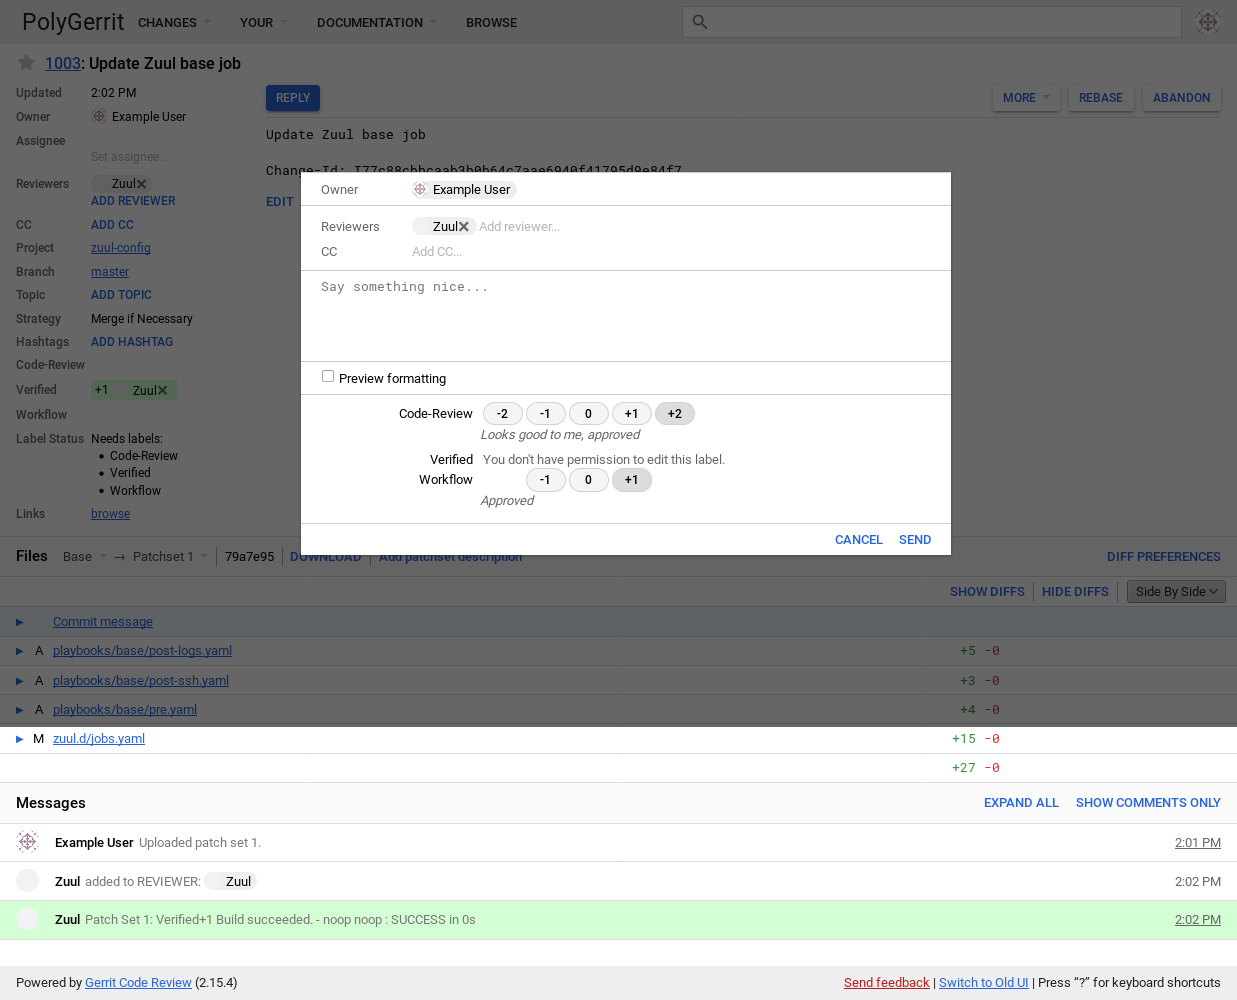 PolyGerrit CHANGES YOUR DOCUMENTATION BROWSE
1003: Update Zuul base job
Updated 2:02 PM
Owner Example User
Assignee
Set assignee...
Reviewers Zuul
ADD REVIEWER
CC ADD CC
Project zuul-config
Branch master
Topic ADD TOPIC
Strategy Merge if Necessary
Hashtags ADD HASHTAG
Code-Review
Verified +1 Zuul
Workflow
Label Status Needs labels:
• Code-Review
• Verified
• Workflow
Links browse
REPLY MORE REBASE ABANDON
Update Zuul base job
EDIT
Owner Example User
Reviewers Zuul Add reviewer...
CC Add CC...
Say something nice...
Preview formatting
Code-Review -2 -1 0 +1 +2
Looks good to me, approved
Verified You don't have permission to edit this label.
Workflow -1 0 +1
Approved
CANCEL SEND
Files Base → Patchset 1 79a7e95 DOWNLOAD Add patchset description DIFF PREFERENCES
SHOW DIFFS HIDE DIFFS Side By Side
Commit message
A playbooks/base/post-logs.yaml +5 -0
A playbooks/base/post-ssh.yaml +3 -0
A playbooks/base/pre.yaml +4 -0
M zuul.d/jobs.yaml +15 -0
+27 -0
Messages EXPAND ALL SHOW COMMENTS ONLY
Example User Uploaded patch set 1. 2:01 PM
Zuul added to REVIEWER: Zuul 2:02 PM
Zuul Patch Set 1: Verified+1 Build succeeded. - noop noop : SUCCESS in 0s 2:02 PM
Powered by Gerrit Code Review (2.15.4) Send feedback | Switch to Old UI | Press “?” for keyboard shortcuts